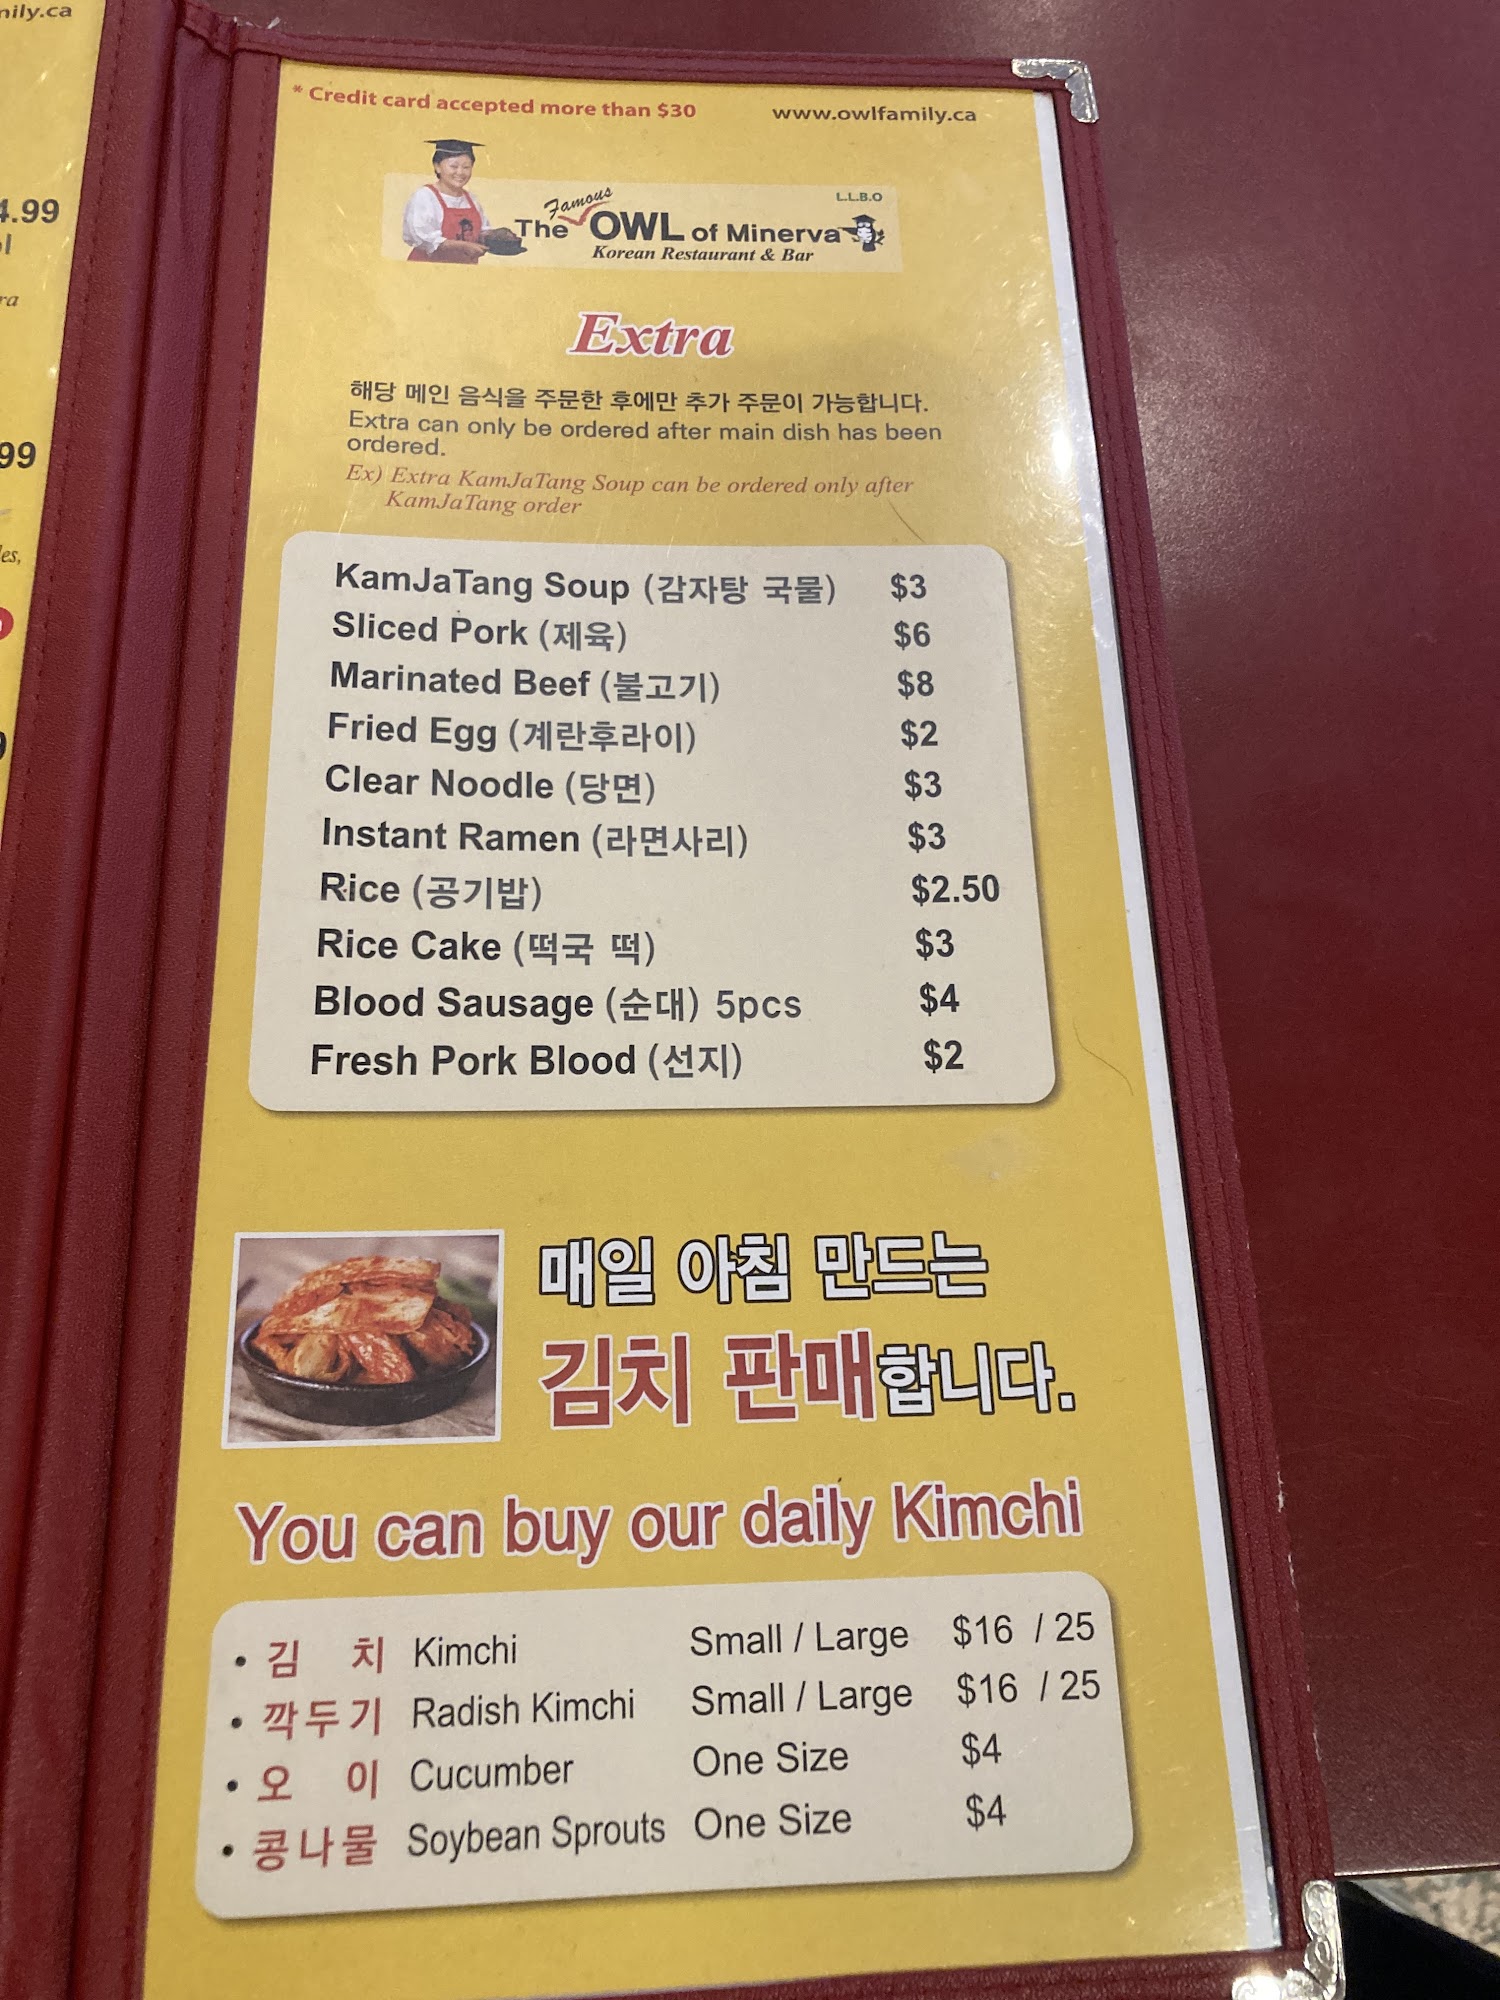 nily.ca
4.99
ra
99
les,
9
* Credit card accepted more than $30 www.owlfamily.ca
L.L.B.O
Famous
The OWL of Minerva
Korean Restaurant & Bar
Extra
해당 메인 음식을 주문한 후에만 추가 주문이 가능합니다.
Extra can only be ordered after main dish has been
ordered.
Ex) Extra KamJaTang Soup can be ordered only after
KamJaTang order
KamJaTang Soup (감자탕 국물) $3
Sliced Pork (제육) $6
Marinated Beef (불고기) $8
Fried Egg (계란후라이) $2
Clear Noodle (당면) $3
Instant Ramen (라면사리) $3
Rice (공기밥) $2.50
Rice Cake (떡국 떡) $3
Blood Sausage (순대) 5pcs $4
Fresh Pork Blood (선지) $2
매일 아침 만드는
김치 판매합니다.
You can buy our daily Kimchi
• 김 치 Kimchi Small / Large $16 / 25
• 깍두기 Radish Kimchi Small / Large $16 / 25
• 오 이 Cucumber One Size $4
• 콩나물 Soybean Sprouts One Size $4